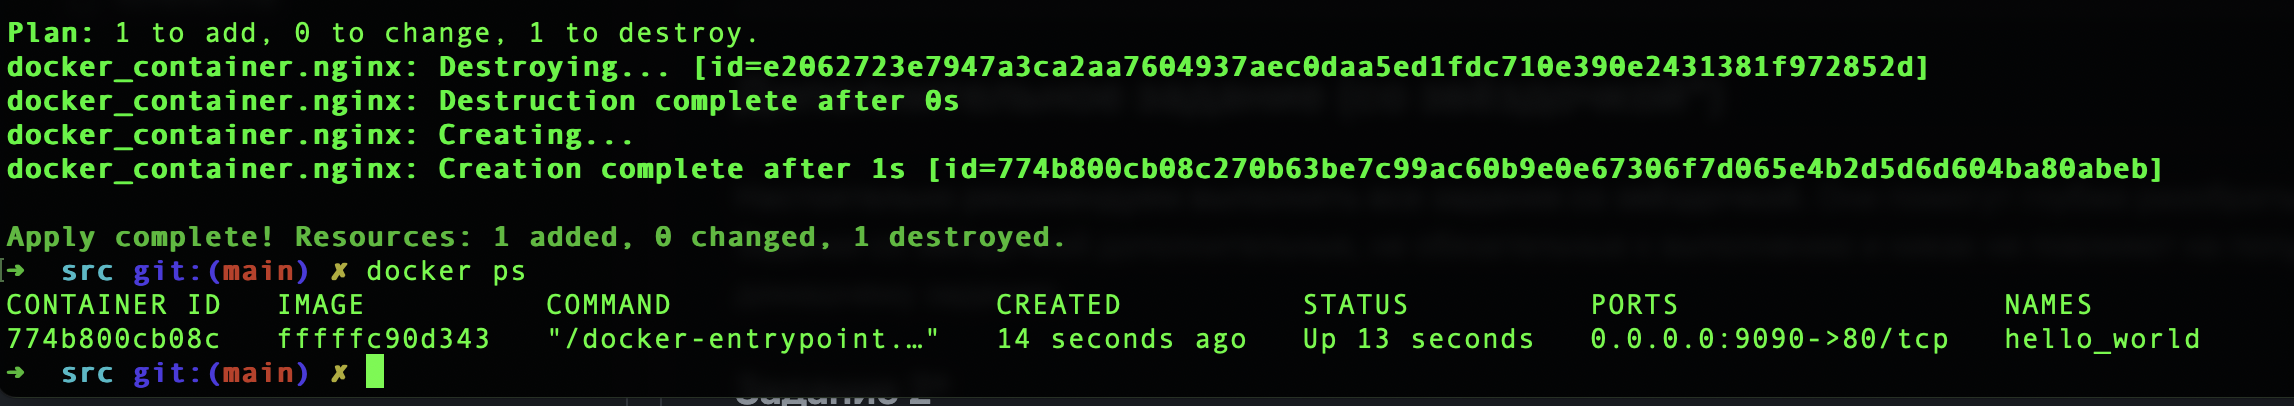 Plan: 1 to add, 0 to change, 1 to destroy.
docker_container.nginx: Destroying... [id=e2062723e7947a3ca2aa7604937aec0daa5ed1fdc710e390e2431381f972852d]
docker_container.nginx: Destruction complete after 0s
docker_container.nginx: Creating...
docker_container.nginx: Creation complete after 1s [id=774b800cb08c270b63be7c99ac60b9e0e67306f7d065e4b2d5d6d604ba80abeb]
Apply complete! Resources: 1 added, 0 changed, 1 destroyed.
→ src git:(main) ✗ docker ps
CONTAINER ID IMAGE COMMAND CREATED STATUS PORTS NAMES
774b800cb08c fffffc90d343 "/docker-entrypoint.…" 14 seconds ago Up 13 seconds 0.0.0.0:9090->80/tcp hello_world
→ src git:(main) ✗
Задание 2